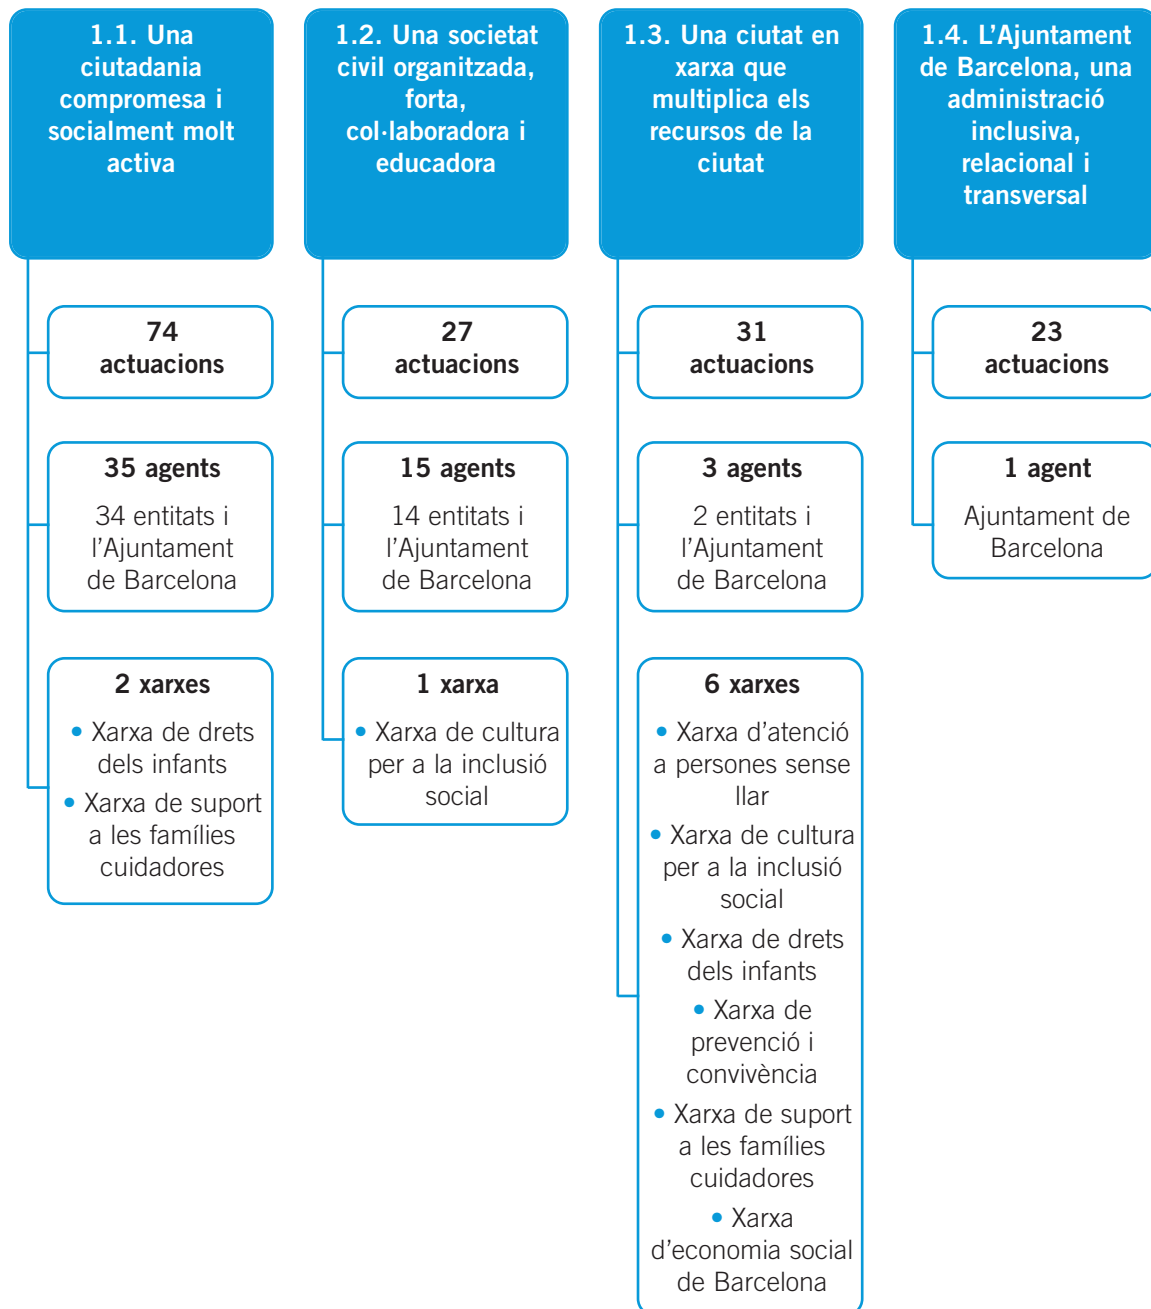 1.1. Una
ciutadania
compromesa i
socialment molt
activa
74
actuacions
35 agents
34 entitats i
l’Ajuntament
de Barcelona
2 xarxes
• Xarxa de drets
dels infants
• Xarxa de suport
a les famílies
cuidadores
1.2. Una societat
civil organitzada,
forta,
col·laboradora i
educadora
27
actuacions
15 agents
14 entitats i
l’Ajuntament
de Barcelona
1 xarxa
• Xarxa de cultura
per a la inclusió
social
1.3. Una ciutat en
xarxa que
multiplica els
recursos de la
ciutat
31
actuacions
3 agents
2 entitats i
l’Ajuntament
de Barcelona
6 xarxes
• Xarxa d’atenció
a persones sense
llar
• Xarxa de cultura
per a la inclusió
social
• Xarxa de drets
dels infants
• Xarxa de
prevenció i
convivència
• Xarxa de suport
a les famílies
cuidadores
• Xarxa
d’economia social
de Barcelona
1.4. L’Ajuntament
de Barcelona, una
administració
inclusiva,
relacional i
transversal
23
actuacions
1 agent
Ajuntament de
Barcelona